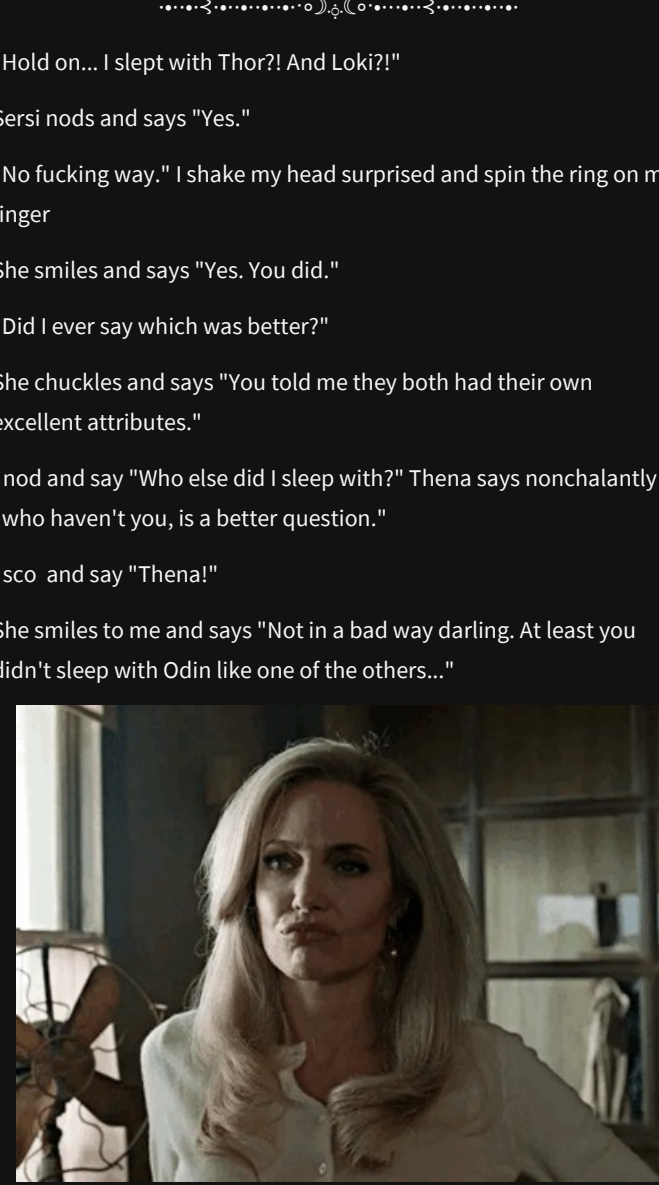 Hold on... I slept with Thor?! And Loki?!"
Sersi nods and says "Yes."
No fucking way." I shake my head surprised and spin the ring on m
inger
She smiles and says "Yes. You did."
Did I ever say which was better?"
She chuckles and says "You told me they both had their own
excellent attributes."
nod and say "Who else did I sleep with?" Thena says nonchalantly
who haven't you, is a better question."
sco and say "Thena!"
She smiles to me and says "Not in a bad way darling. At least you
didn't sleep with Odin like one of the others..."